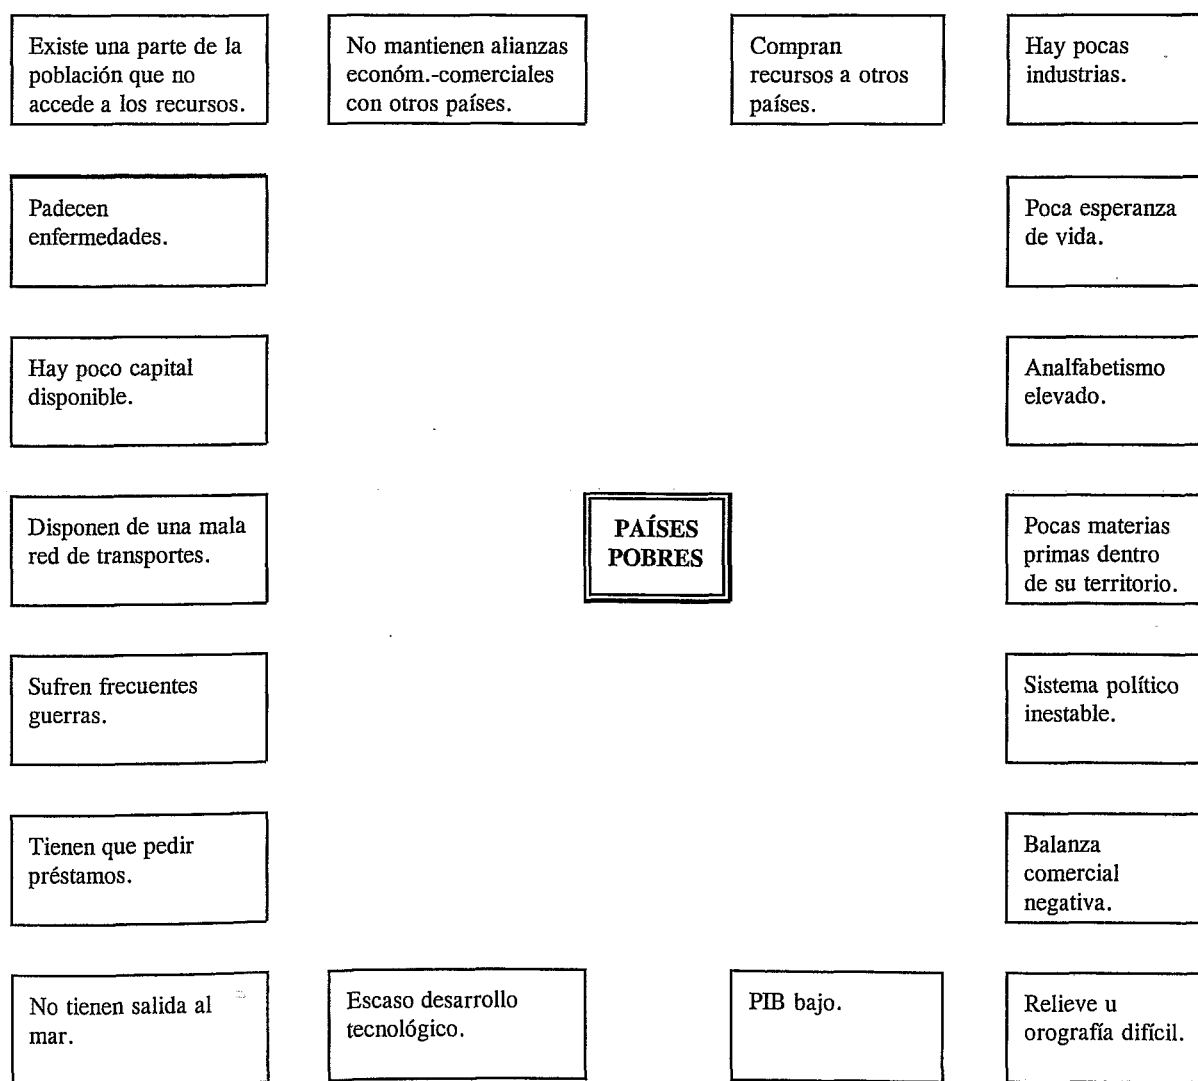 Existe una parte de la
población que no
accede a los recursos.
No mantienen alianzas
económ.-comerciales
con otros países.
Compran
recursos a otros
países.
Hay pocas
industrias.
Padecen
enfermedades.
Poca esperanza
de vida.
Hay poco capital
disponible.
Analfabetismo
elevado.
Disponen de una mala
red de transportes.
PAÍSES
POBRES
Pocas materias
primas dentro
de su territorio.
Sufren frecuentes
guerras.
Sistema político
inestable.
Tienen que pedir
préstamos.
Balanza
comercial
negativa.
No tienen salida al
mar.
Escaso desarrollo
tecnológico.
PIB bajo.
Relieve u
orografía difícil.